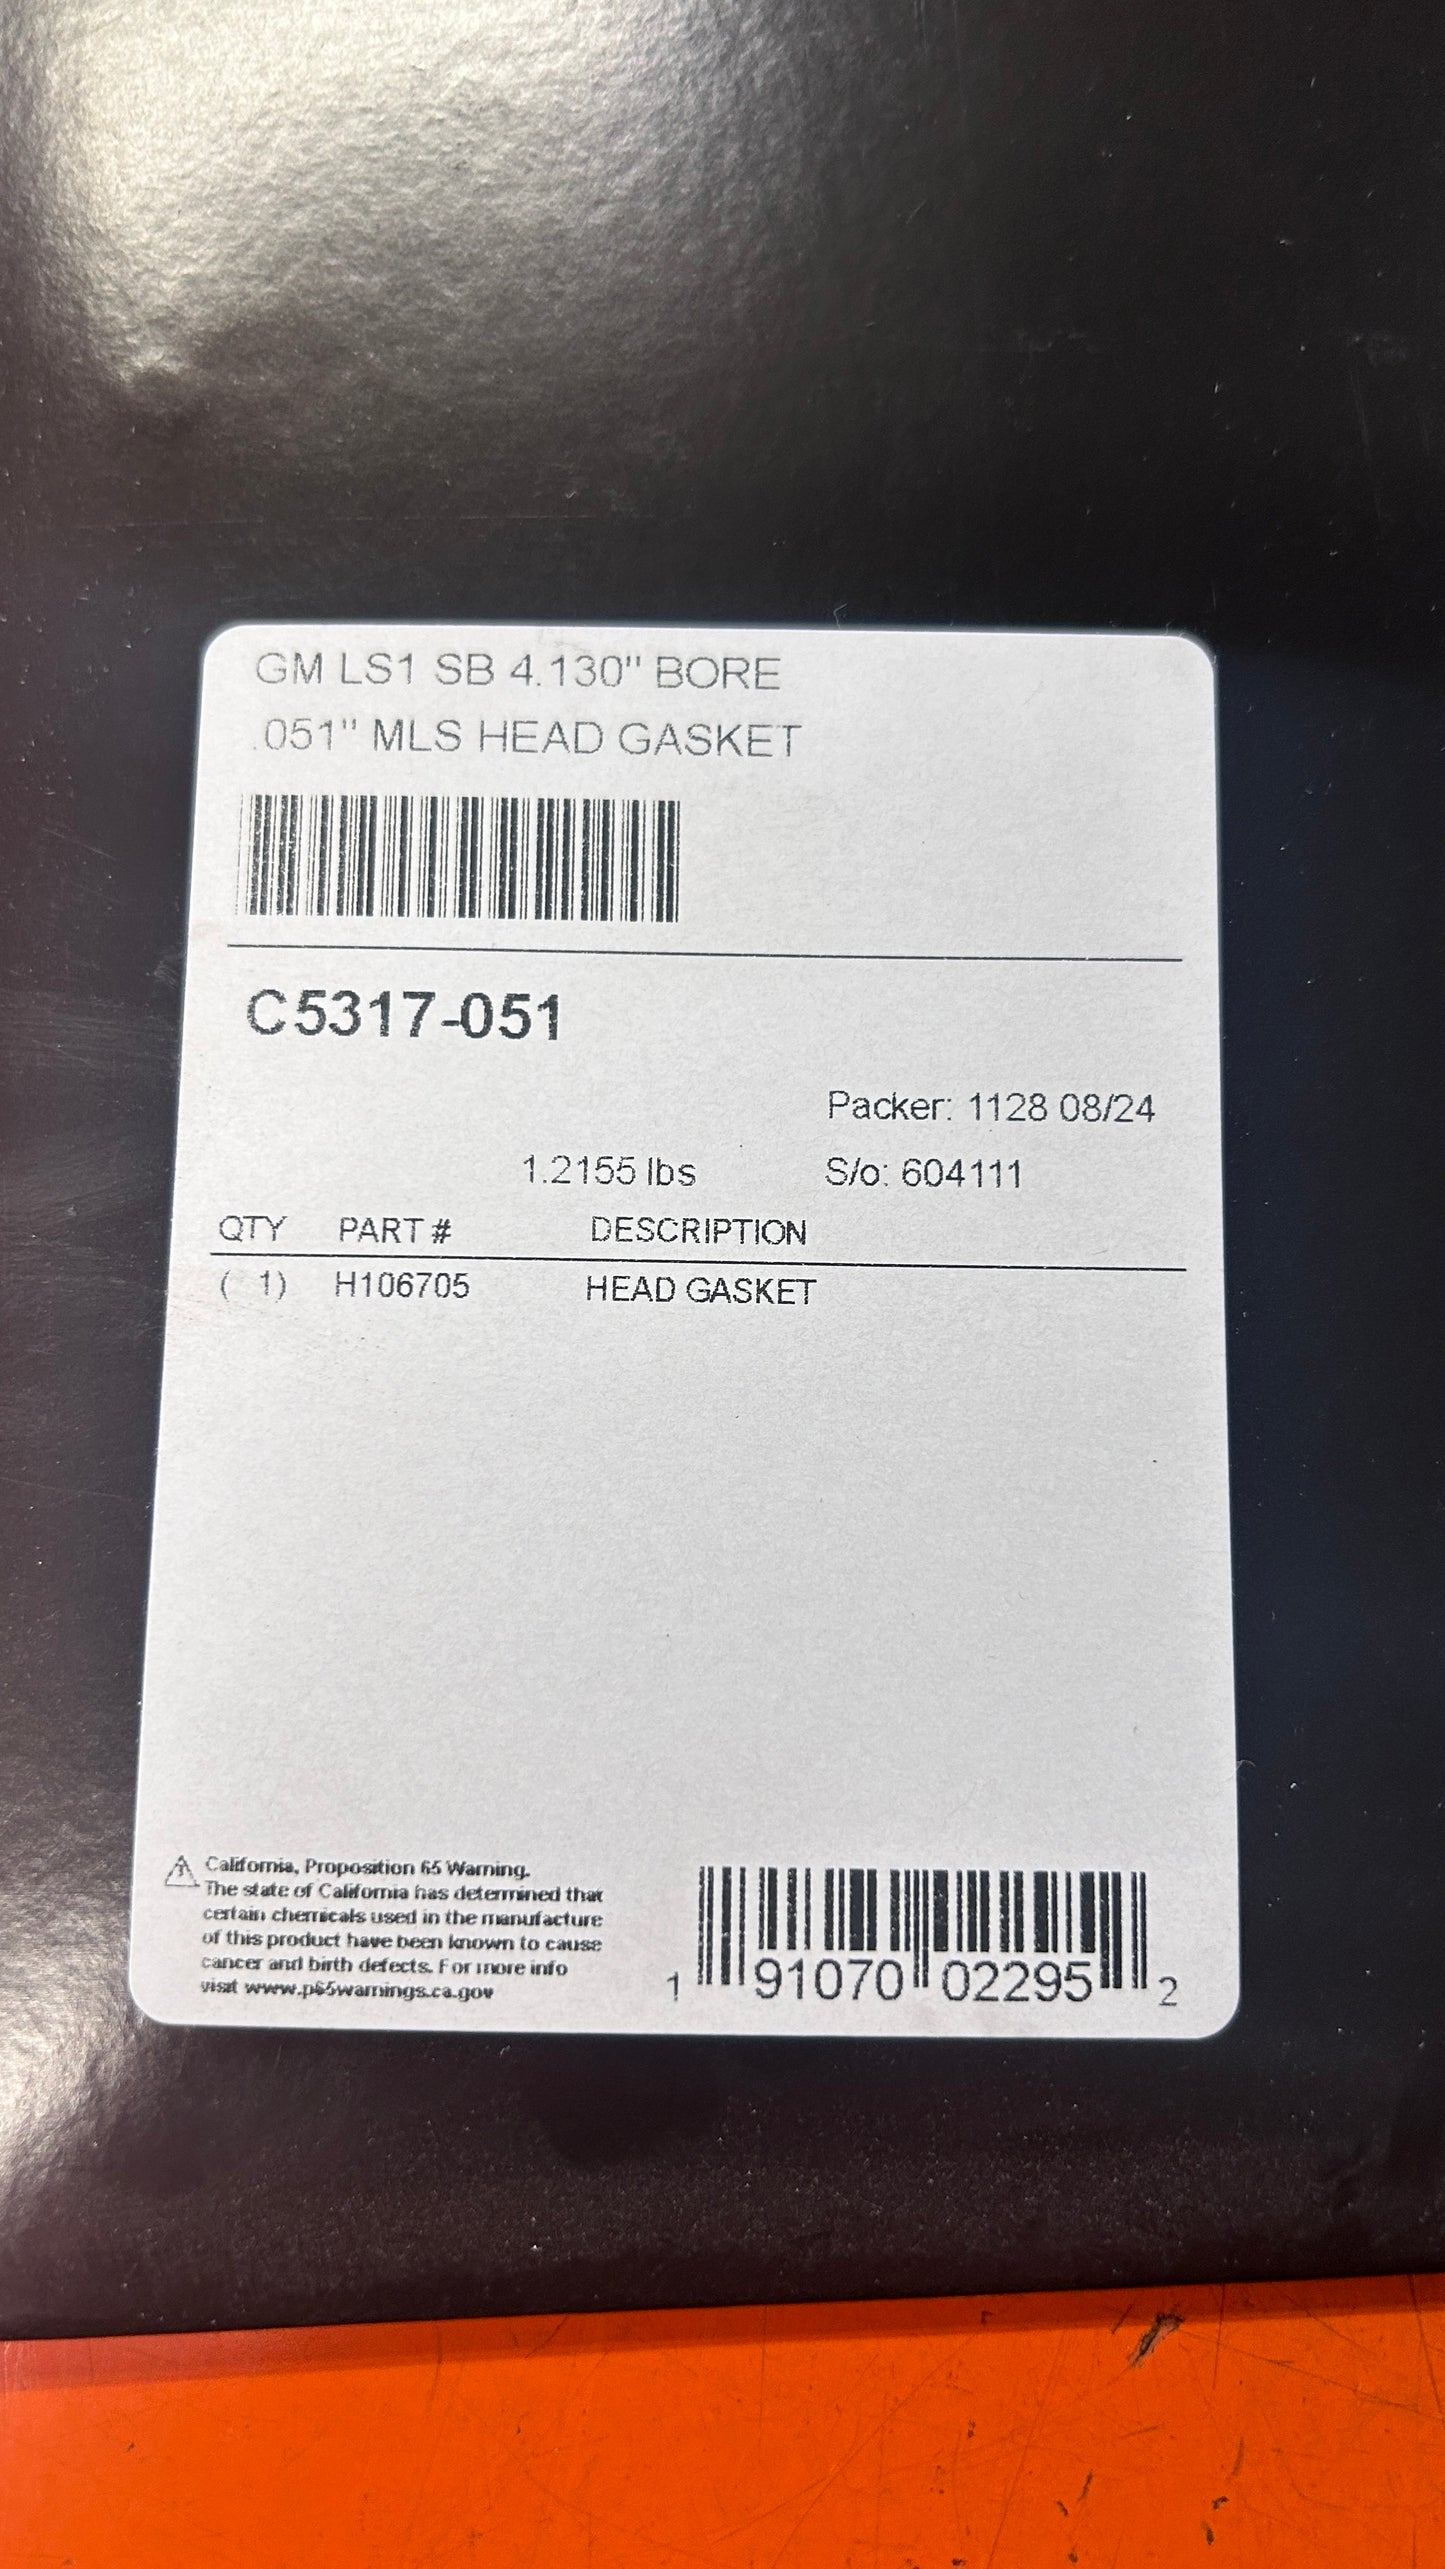 GM LS1 SB 4.130" BORE
.051" MLS HEAD GASKET
C5317-051
Packer: 1128 08/24
1.2155 lbs S/o: 604111
QTY PART # DESCRIPTION
( 1) H106705 HEAD GASKET
California, Proposition 65 Warning.
The state of California has determined that
certain chemicals used in the manufacture
of this product have been known to cause
cancer and birth defects. For more info
visit www.p65warnings.ca.gov
1 91070 02295 2